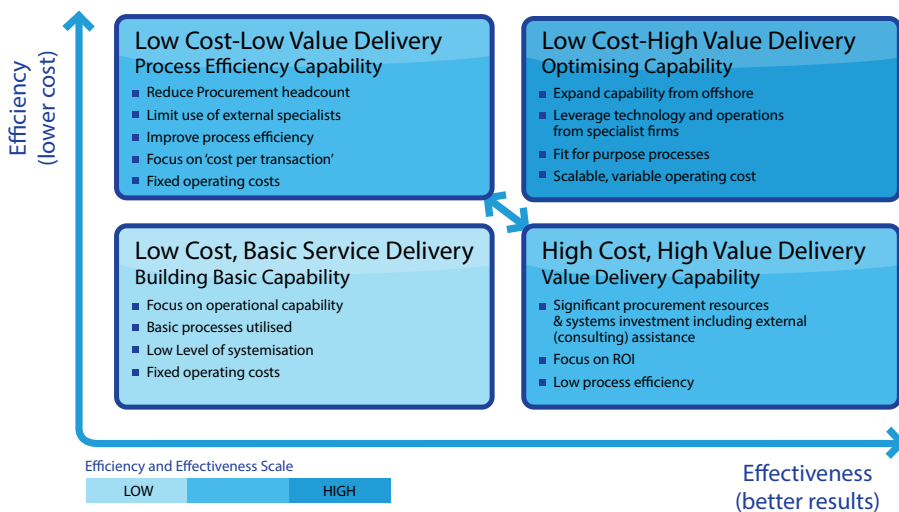 Efficiency
(lower cost)
Low Cost-Low Value Delivery
Process Efficiency Capability
Reduce Procurement headcount
Limit use of external specialists
Improve process efficiency
Focus on ‘cost per transaction’
Fixed operating costs
Low Cost-High Value Delivery
Optimising Capability
Expand capability from offshore
Leverage technology and operations
from specialist firms
Fit for purpose processes
Scalable, variable operating cost
Low Cost, Basic Service Delivery
Building Basic Capability
Focus on operational capability
Basic processes utilised
Low Level of systemisation
Fixed operating costs
High Cost, High Value Delivery
Value Delivery Capability
Significant procurement resources
& systems investment including external
(consulting) assistance
Focus on ROI
Low process efficiency
Efficiency and Effectiveness Scale
LOW
HIGH
Effectiveness
(better results)